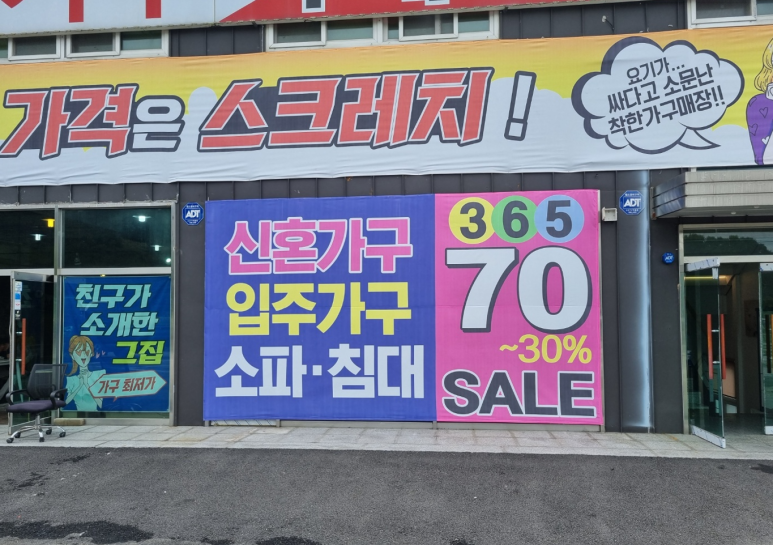 가격은 스크레치!
요기가...
싸다고 소문난
착한가구매장!!
ADT
ADT
친구가
소개한
그집
가구 최저가
신혼가구
입주가구
소파·침대
365
70
~30%
SALE